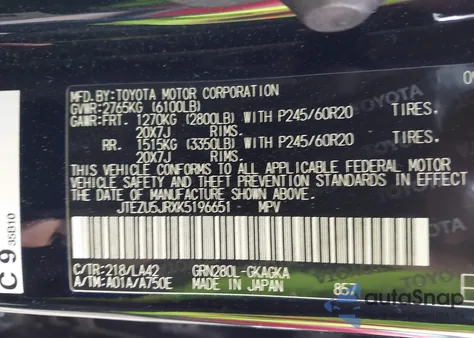 MFD.BY:TOYOTA MOTOR CORPORATION
GVWR:2765KG (6100LB)
GAWR:FRT. 1270KG (2800LB) WITH P245/60R20 TIRES.
20X7J RIMS.
RR. 1515KG (3350LB) WITH P245/60R20 TIRES.
20X7J RIMS.
THIS VEHICLE CONFORMS TO ALL APPLICABLE FEDERAL MOTOR
VEHICLE SAFETY AND THEFT PREVENTION STANDARDS IN EFFECT ON
THE DATE OF MANUFACTURE SHOWN ABOVE.
JTEZU5JRXK5196651 MPV
C/TR:218/LA42 GRN280L-GKAGKA
A/TM:A01A/A750E MADE IN JAPAN 857
C 9 35B10
autoSnap